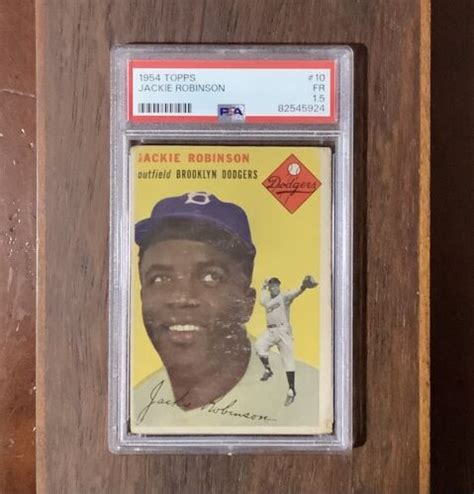 1954 TOPPS #10
JACKIE ROBINSON FR
1.5
PSA 82545924
JACKIE ROBINSON
outfield BROOKLYN DODGERS
Dodgers
B
Jackie Robinson